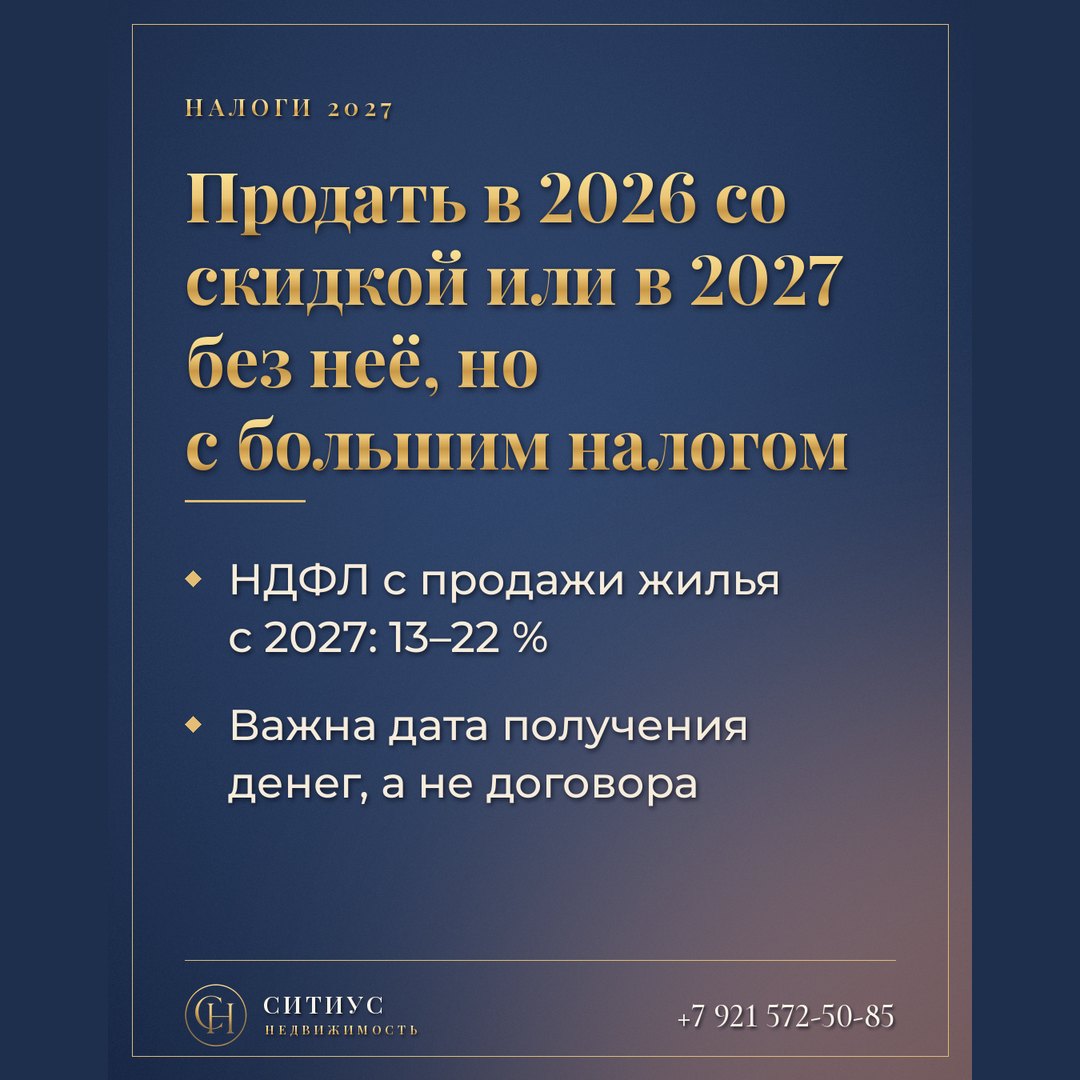 НАЛОГИ 2027
Продать в 2026 со
скидкой или в 2027
без неё, но
с большим налогом
НДФЛ с продажи жилья
с 2027: 13–22 %
Важна дата получения
денег, а не договора
СН
СИТИУС
НЕДВИЖИМОСТЬ
+7 921 572-50-85